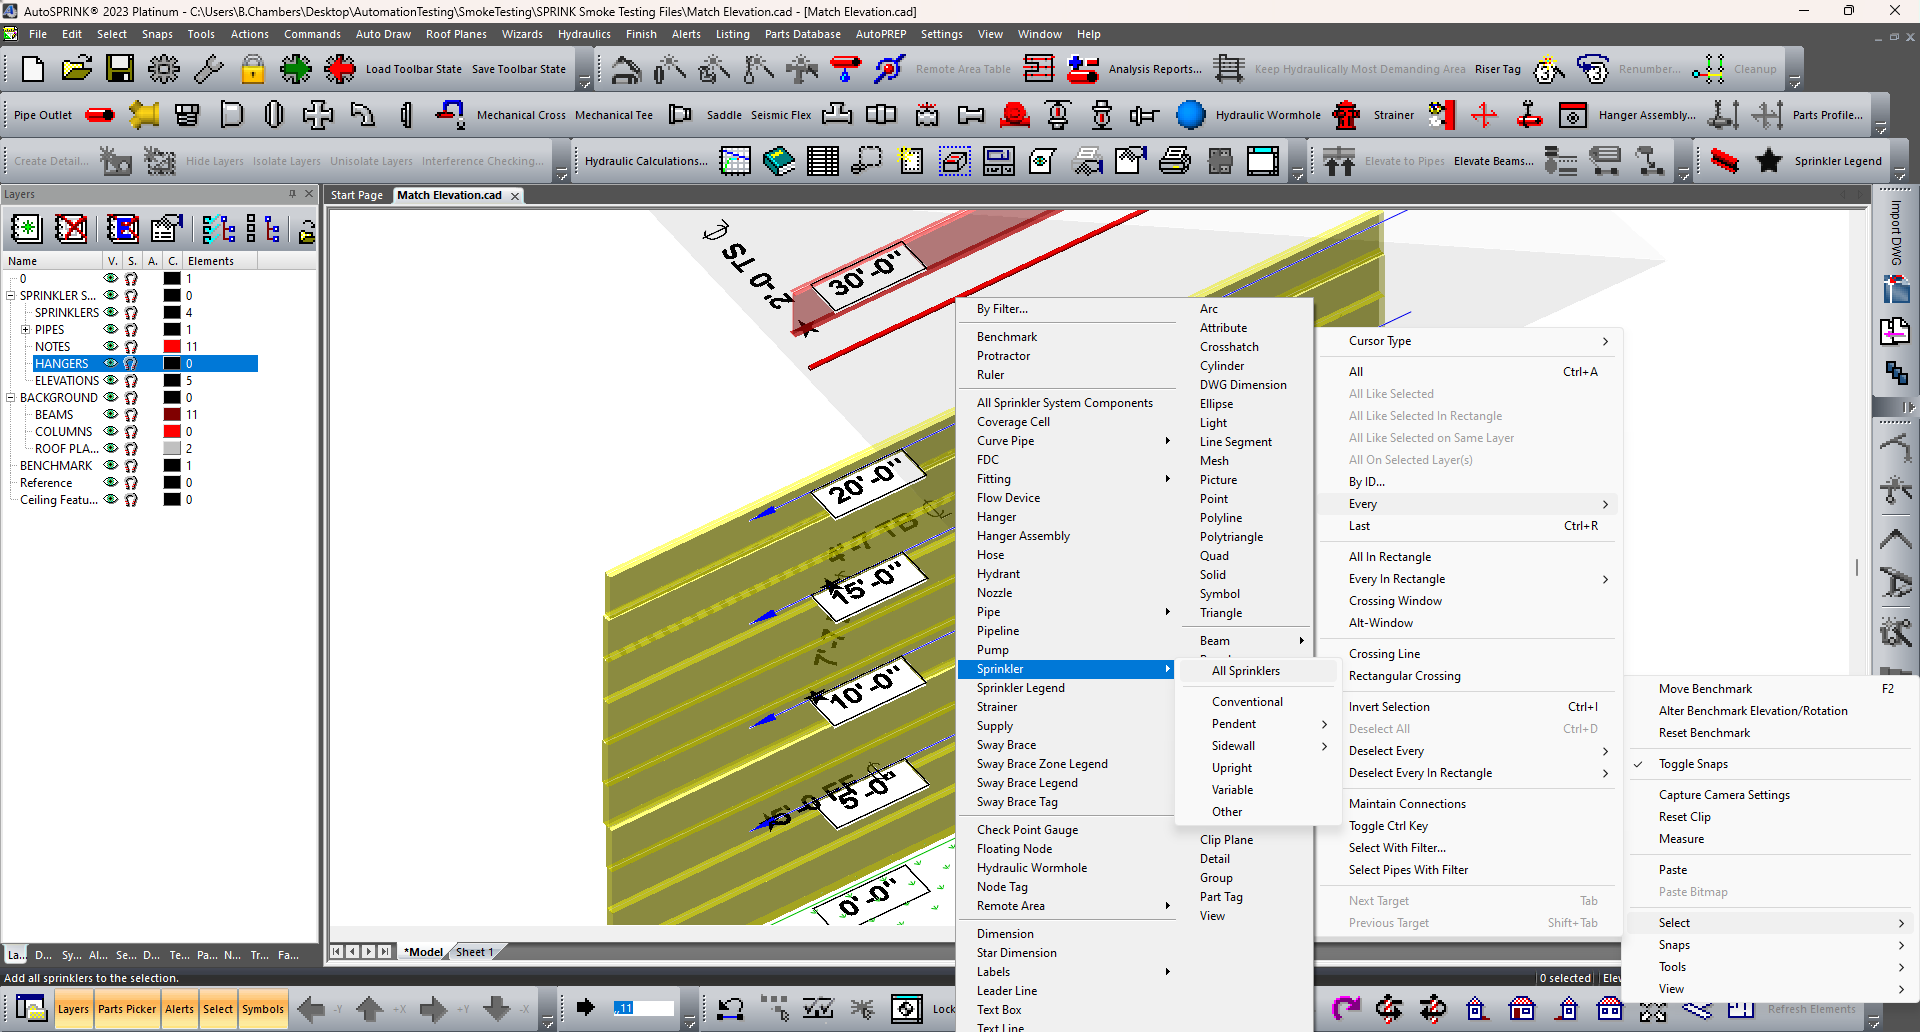 AutoSPRINK® 2023 Platinum - C:\Users\B.Chambers\Desktop\AutomationTesting\SmokeTesting\SPRINK Smoke Testing Files\Match Elevation.cad - [Match Elevation.cad]
File Edit Select Snaps Tools Actions Commands Auto Draw Roof Planes Wizards Hydraulics Finish Alerts Listing Parts Database AutoPREP Settings View Window Help
Load Toolbar State Save Toolbar State Remote Area Table Analysis Reports... Keep Hydraulically Most Demanding Area Riser Tag Renumber... Cleanup
Pipe Outlet Mechanical Cross Mechanical Tee Saddle Seismic Flex Hydraulic Wormhole Strainer Hanger Assembly... Parts Profile...
Create Detail... Hide Layers Isolate Layers Unisolate Layers Interference Checking... Hydraulic Calculations... Elevate to Pipes Elevate Beams... Sprinkler Legend
Layers
Start Page Match Elevation.cad
Import DWG
Name V. S. A. C. Elements
0 1
SPRINKLER S... 0
SPRINKLERS 4
PIPES 1
NOTES 11
HANGERS 0
ELEVATIONS 5
BACKGROUND 0
BEAMS 11
COLUMNS 0
ROOF PLA... 2
BENCHMARK 1
Reference 0
Ceiling Featu... 0
2'-0 TS
30'-0"
20'-0"
4'-7 TB
15'-0"
10'-0"
5'-0"
0'-0"
By Filter...
Benchmark
Protractor
Ruler
All Sprinkler System Components
Coverage Cell
Curve Pipe
FDC
Fitting
Flow Device
Hanger
Hanger Assembly
Hose
Hydrant
Nozzle
Pipe
Pipeline
Pump
Sprinkler
Sprinkler Legend
Strainer
Supply
Sway Brace
Sway Brace Zone Legend
Sway Brace Legend
Sway Brace Tag
Check Point Gauge
Floating Node
Hydraulic Wormhole
Node Tag
Remote Area
Dimension
Star Dimension
Labels
Leader Line
Text Box
Text Line
Arc
Attribute
Crosshatch
Cylinder
DWG Dimension
Ellipse
Light
Line Segment
Mesh
Picture
Point
Polyline
Polytriangle
Quad
Solid
Symbol
Triangle
Beam
Clip Plane
Detail
Group
Part Tag
View
All Sprinklers
Conventional
Pendent
Sidewall
Upright
Variable
Other
Cursor Type
All Ctrl+A
All Like Selected
All Like Selected In Rectangle
All Like Selected on Same Layer
All On Selected Layer(s)
By ID...
Every
Last Ctrl+R
All In Rectangle
Every In Rectangle
Crossing Window
Alt-Window
Crossing Line
Rectangular Crossing
Invert Selection Ctrl+I
Deselect All Ctrl+D
Deselect Every
Deselect Every In Rectangle
Maintain Connections
Toggle Ctrl Key
Select With Filter...
Select Pipes With Filter
Next Target Tab
Previous Target Shift+Tab
Move Benchmark F2
Alter Benchmark Elevation/Rotation
Reset Benchmark
Toggle Snaps
Capture Camera Settings
Reset Clip
Measure
Paste
Paste Bitmap
Select
Snaps
Tools
View
La... D... Sy... Al... Se... D... Te... Pa... N... Tr... Fa...
*Model Sheet 1
Add all sprinklers to the selection.
0 selected Elev
Layers Parts Picker Alerts Select Symbols -Y +X +Y -X
Lock
Refresh Elements